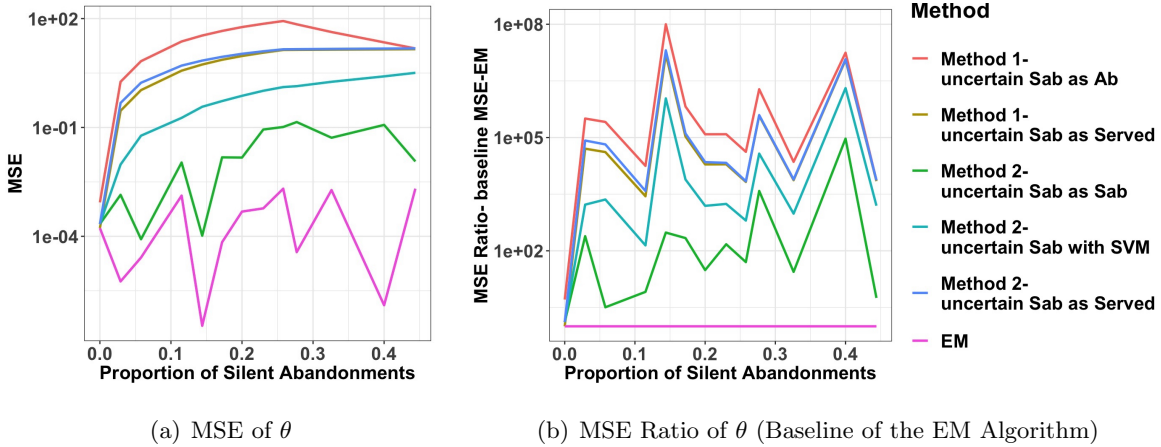 1e+02
1e-01
1e-04
MSE
0.0 0.1 0.2 0.3 0.4
Proportion of Silent Abandonments
(a) MSE of θ
1e+08
1e+05
1e+02
MSE Ratio- baseline MSE-EM
0.0 0.1 0.2 0.3 0.4
Proportion of Silent Abandonments
(b) MSE Ratio of θ (Baseline of the EM Algorithm)
Method
Method 1-
uncertain Sab as Ab
Method 1-
uncertain Sab as Served
Method 2-
uncertain Sab as Sab
Method 2-
uncertain Sab with SVM
Method 2-
uncertain Sab as Served
EM